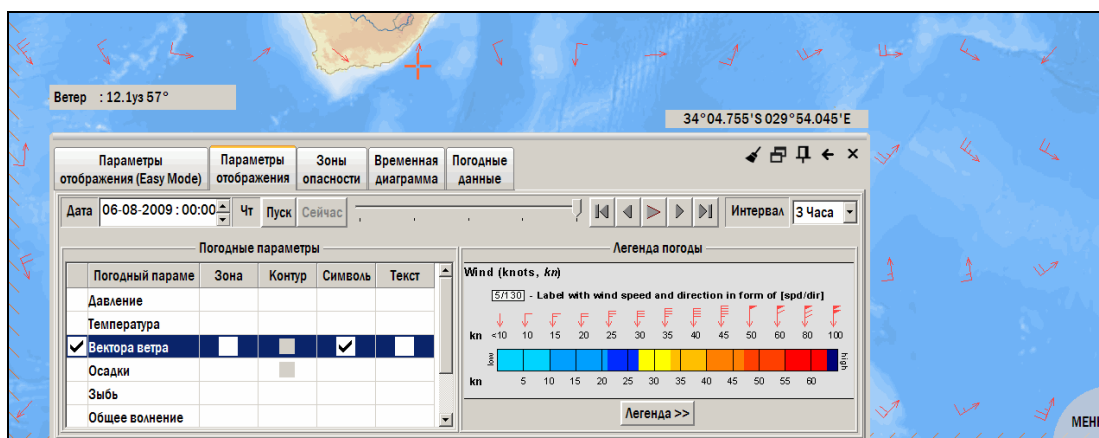 Ветер : 12.1уз 57°
34°04.755'S 029°54.045'E
Параметры отображения (Easy Mode)
Параметры отображения
Зоны опасности
Временная диаграмма
Погодные данные
Дата 06-08-2009 : 00:00 Чт Пуск Сейчас Интервал 3 Часа
Погодные параметры
Погодный параме Зона Контур Символь Текст
Давление
Температура
Вектора ветра
Осадки
Зыбь
Общее волнение
Легенда погоды
Wind (knots, kn)
5/130 - Label with wind speed and direction in form of [spd/dir]
kn <10 10 15 20 25 30 35 40 45 50 60 80 100
low high
kn 5 10 15 20 25 30 35 40 45 50 55 60
Легенда >>
МЕНЮ